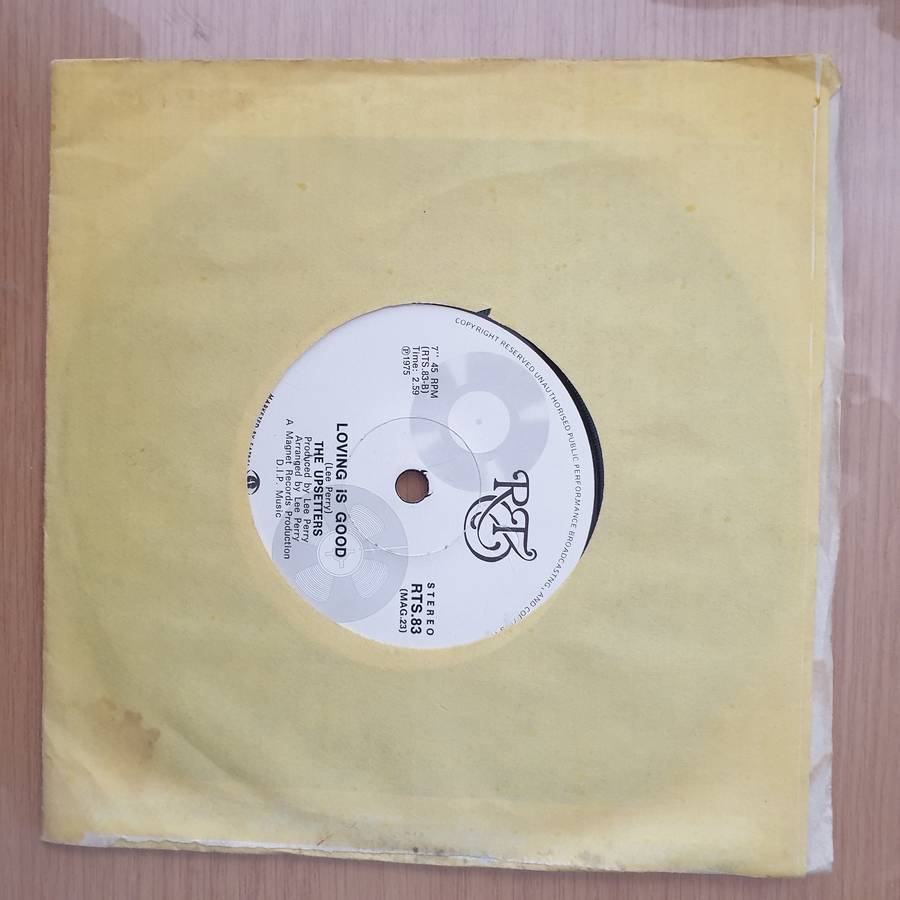 COPYRIGHT RESERVED UNAUTHORISED PUBLIC PERFORMANCE BROADCASTNG, AND
RTS
7'' 45 RPM
(RTS.83-B)
Time: 2.59
℗1975
STEREO
RTS.83
(MAG.23)
LOVING iS GOOD
(Lee Perry)
THE UPSETTERS
Produced by Lee Perry
Arranged by Lee Perry
A Magnet Records Production
D.I.P. Music